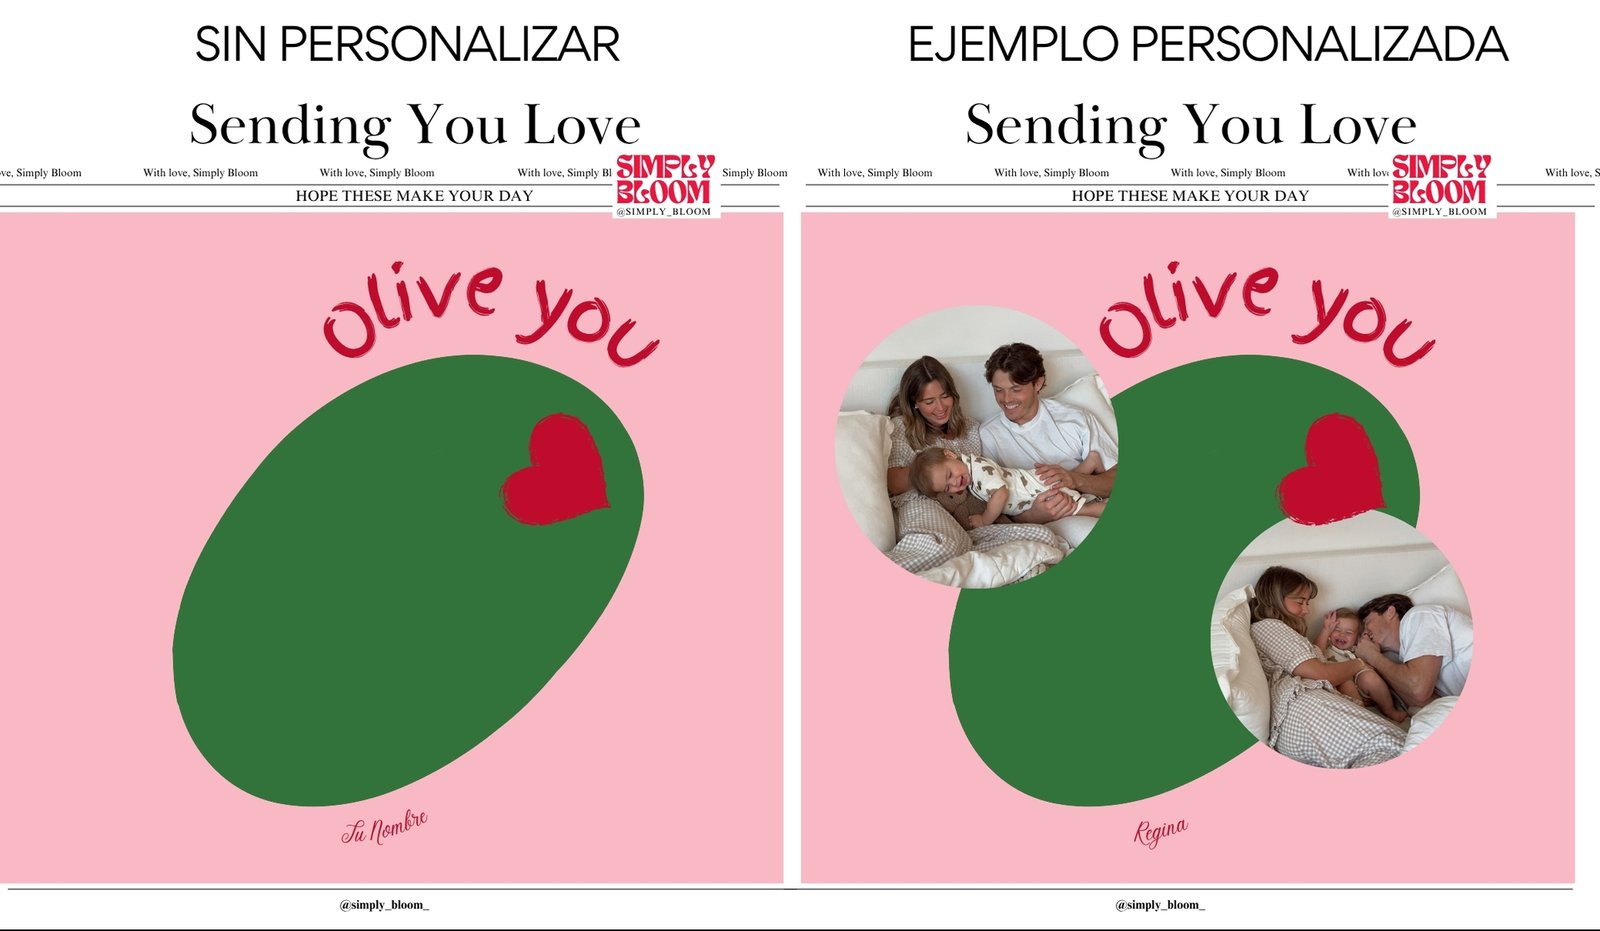 SIN PERSONALIZAR
Sending You Love
ve, Simply Bloom With love, Simply Bloom With love, Simply Bloom With love, Simply Bl Simply Bloom
SIMPLY
BLOOM
HOPE THESE MAKE YOUR DAY
@SIMPLY_BLOOM
Olive you
Tu Nombre
@simply_bloom_
EJEMPLO PERSONALIZADA
Sending You Love
With love, Simply Bloom With love, Simply Bloom With love, Simply Bloom With lov With love, S
SIMPLY
BLOOM
HOPE THESE MAKE YOUR DAY
@SIMPLY_BLOOM
Olive you
Regina
@simply_bloom_